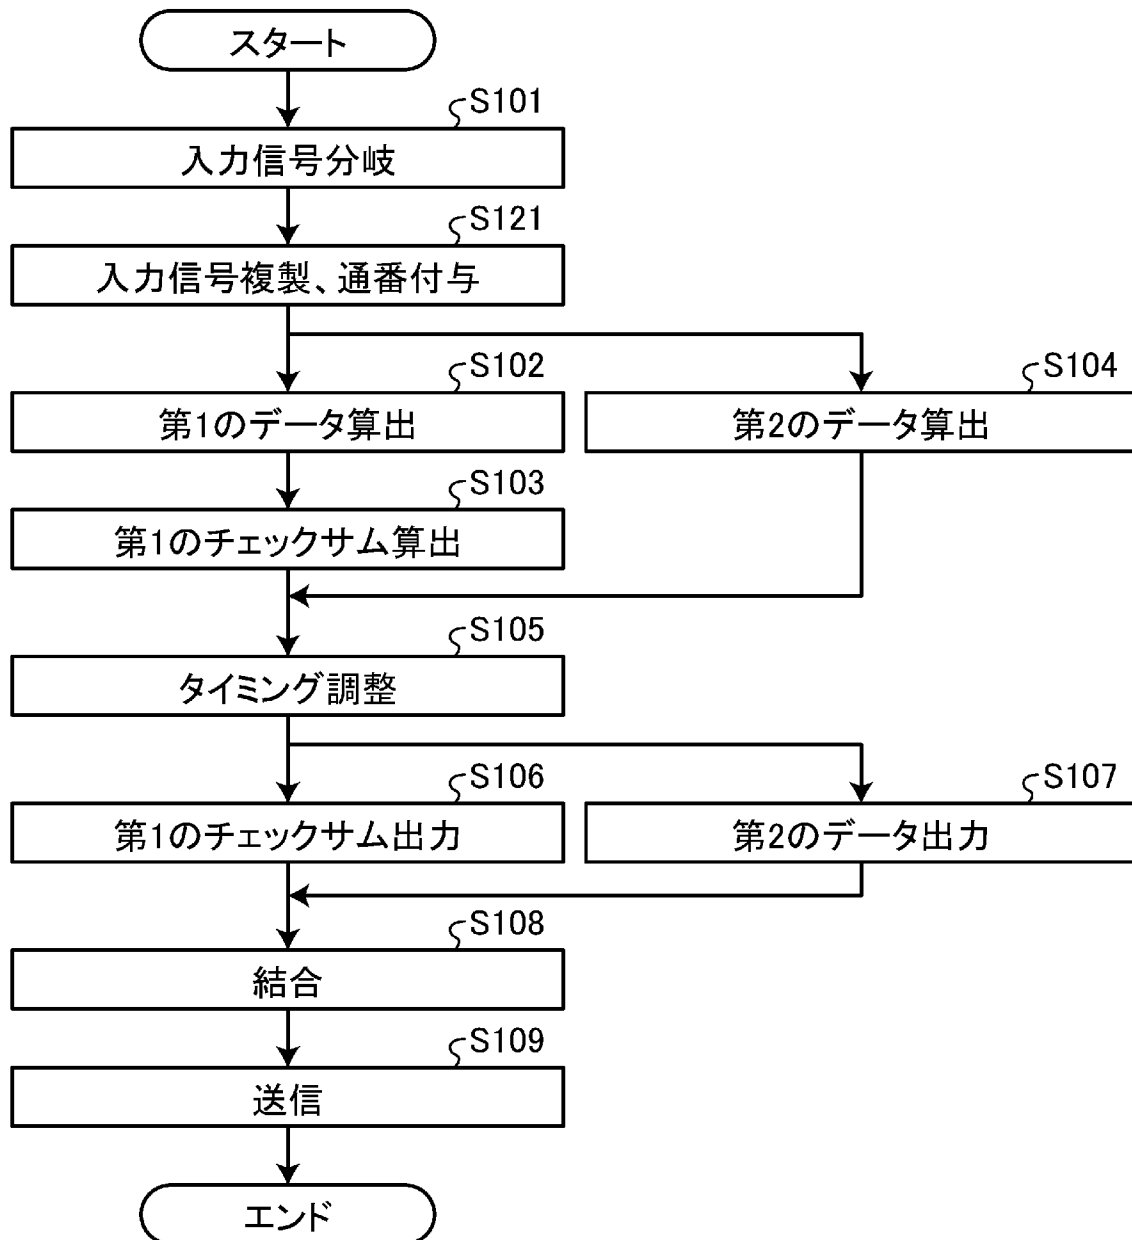 スタート
S101
入力信号分岐
S121
入力信号複製、通番付与
S102
第1のデータ算出
S104
第2のデータ算出
S103
第1のチェックサム算出
S105
タイミング調整
S106
第1のチェックサム出力
S107
第2のデータ出力
S108
結合
S109
送信
エンド